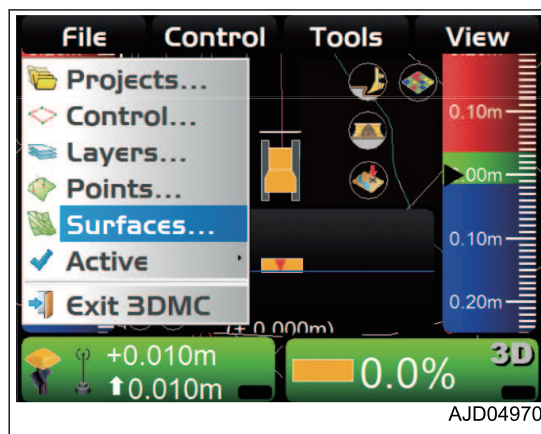 File Control Tools View
Projects...
Control...
Layers...
Points...
Surfaces...
Active
Exit 3DMC
0.10m
.00m
0.10m
0.20m
(± 0.000m)
+0.010m
0.010m
0.0%
3D
AJD04970